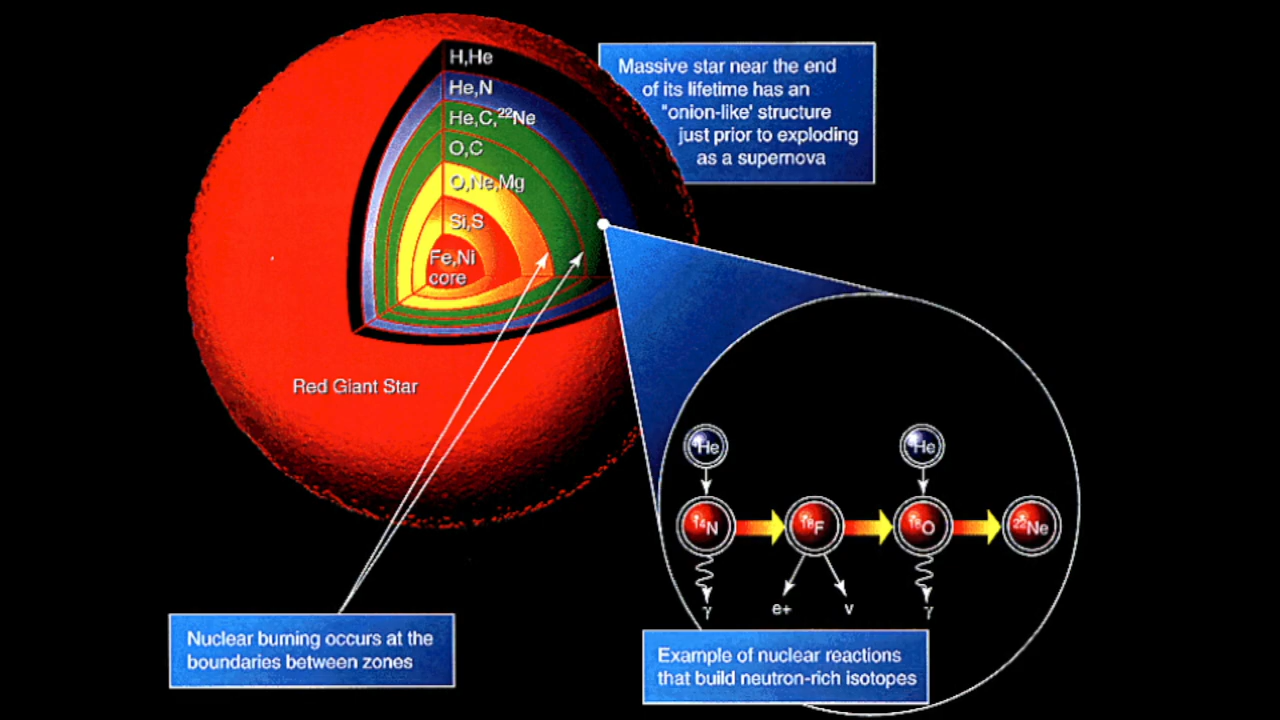 H,He
He,N
He,C,²²Ne
O,C
O,Ne,Mg
Si,S
Fe,Ni
core
Red Giant Star
Massive star near the end
of its lifetime has an
"onion-like' structure
just prior to exploding
as a supernova
Nuclear burning occurs at the
boundaries between zones
⁴He
⁴He
¹⁴N
¹⁸F
¹⁸O
²²Ne
γ
e+
ν
γ
Example of nuclear reactions
that build neutron-rich isotopes